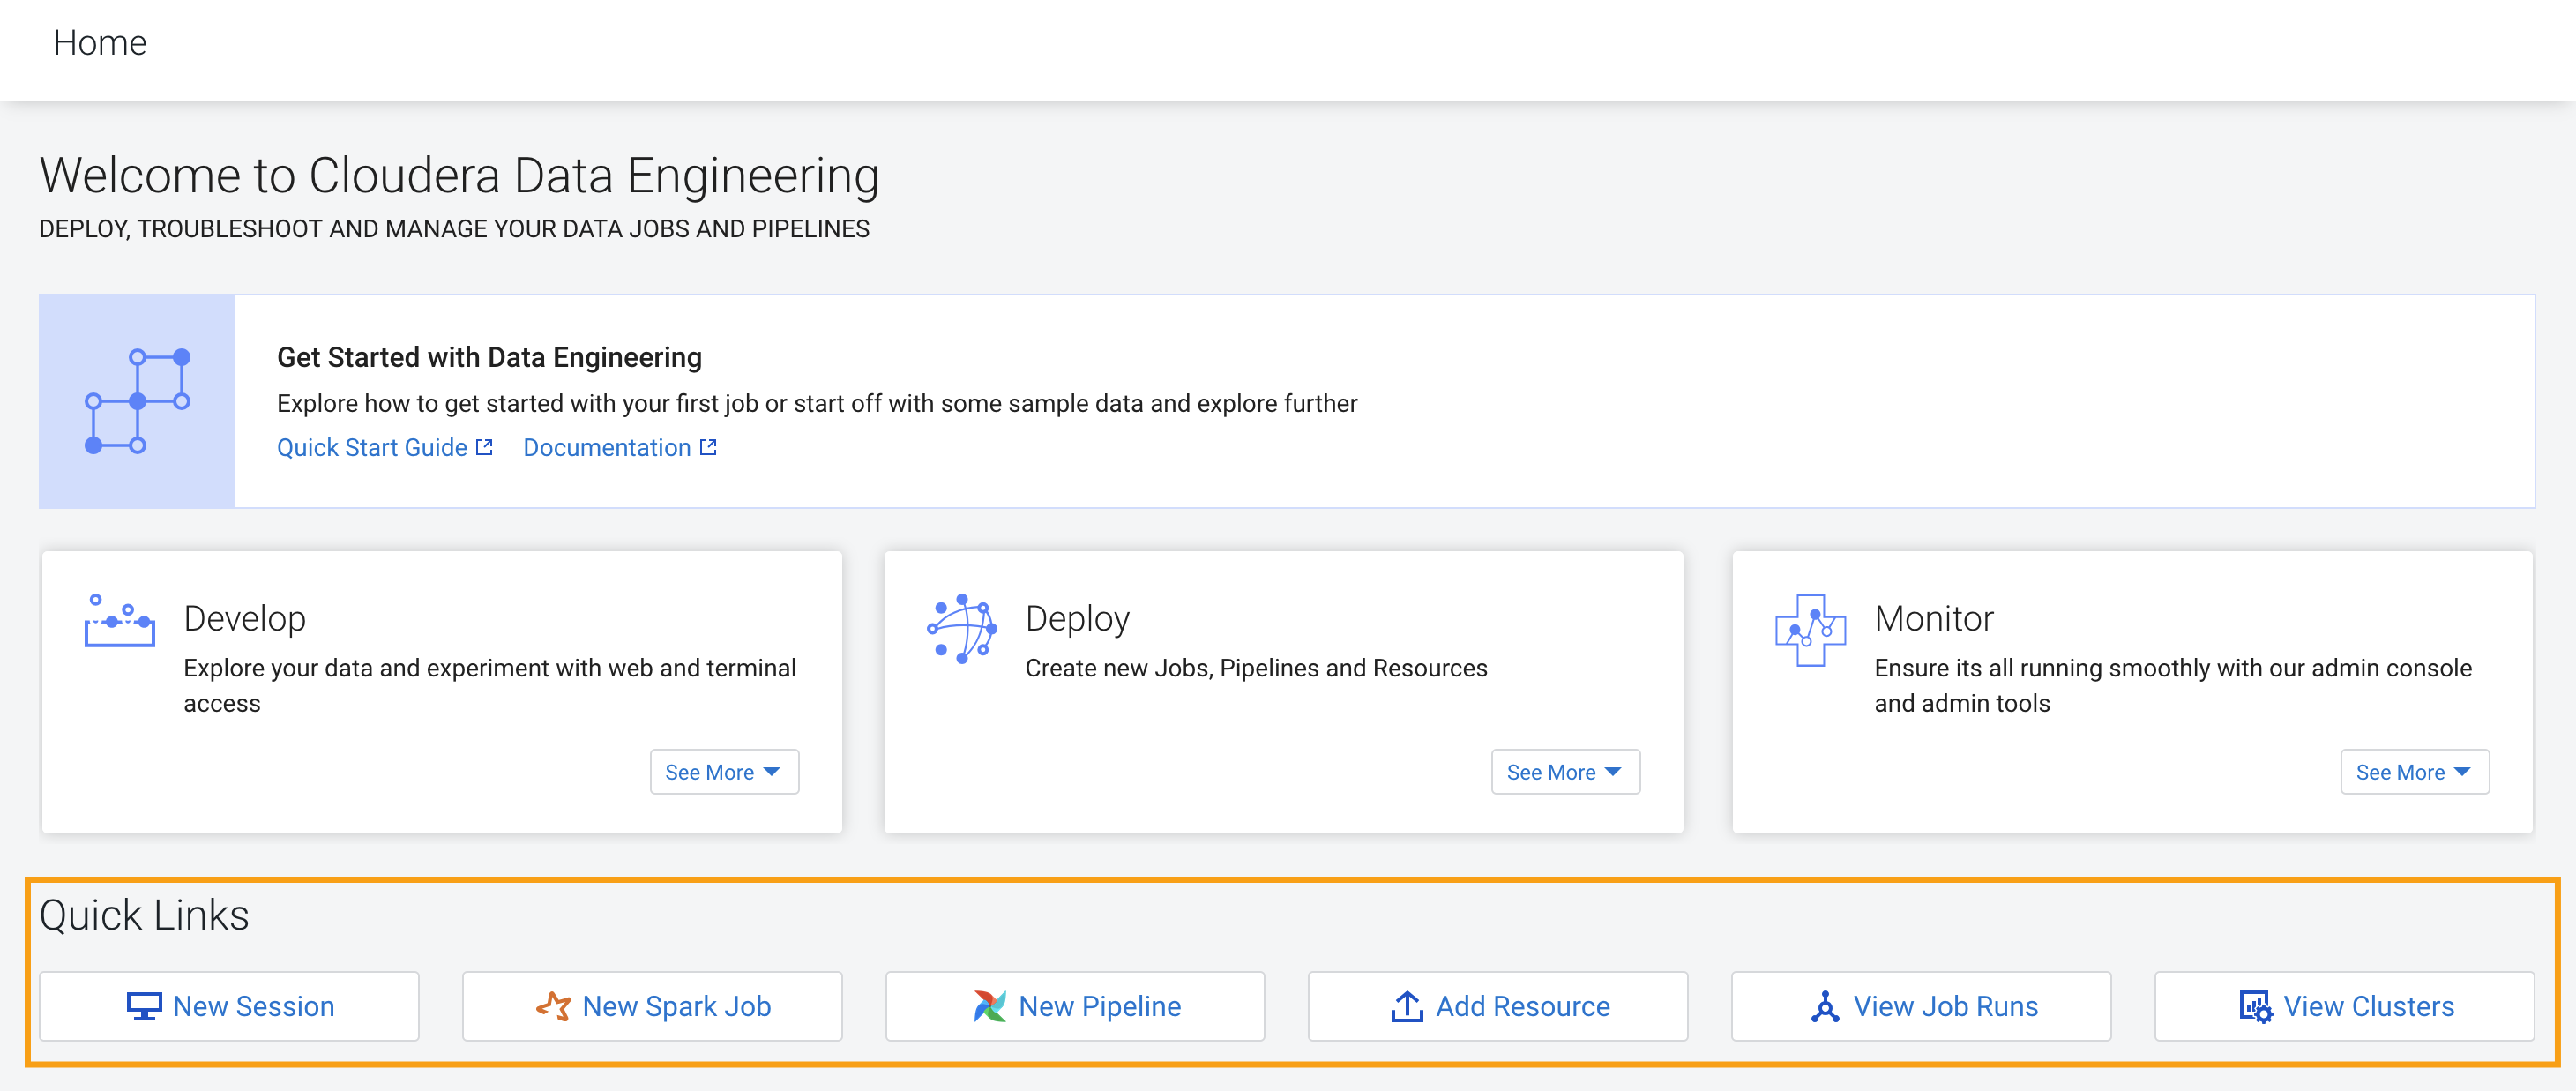 Home
Welcome to Cloudera Data Engineering
DEPLOY, TROUBLESHOOT AND MANAGE YOUR DATA JOBS AND PIPELINES
Get Started with Data Engineering
Explore how to get started with your first job or start off with some sample data and explore further
Quick Start Guide Documentation
Develop
Explore your data and experiment with web and terminal
access
See More
Deploy
Create new Jobs, Pipelines and Resources
See More
Monitor
Ensure its all running smoothly with our admin console
and admin tools
See More
Quick Links
New Session
New Spark Job
New Pipeline
Add Resource
View Job Runs
View Clusters